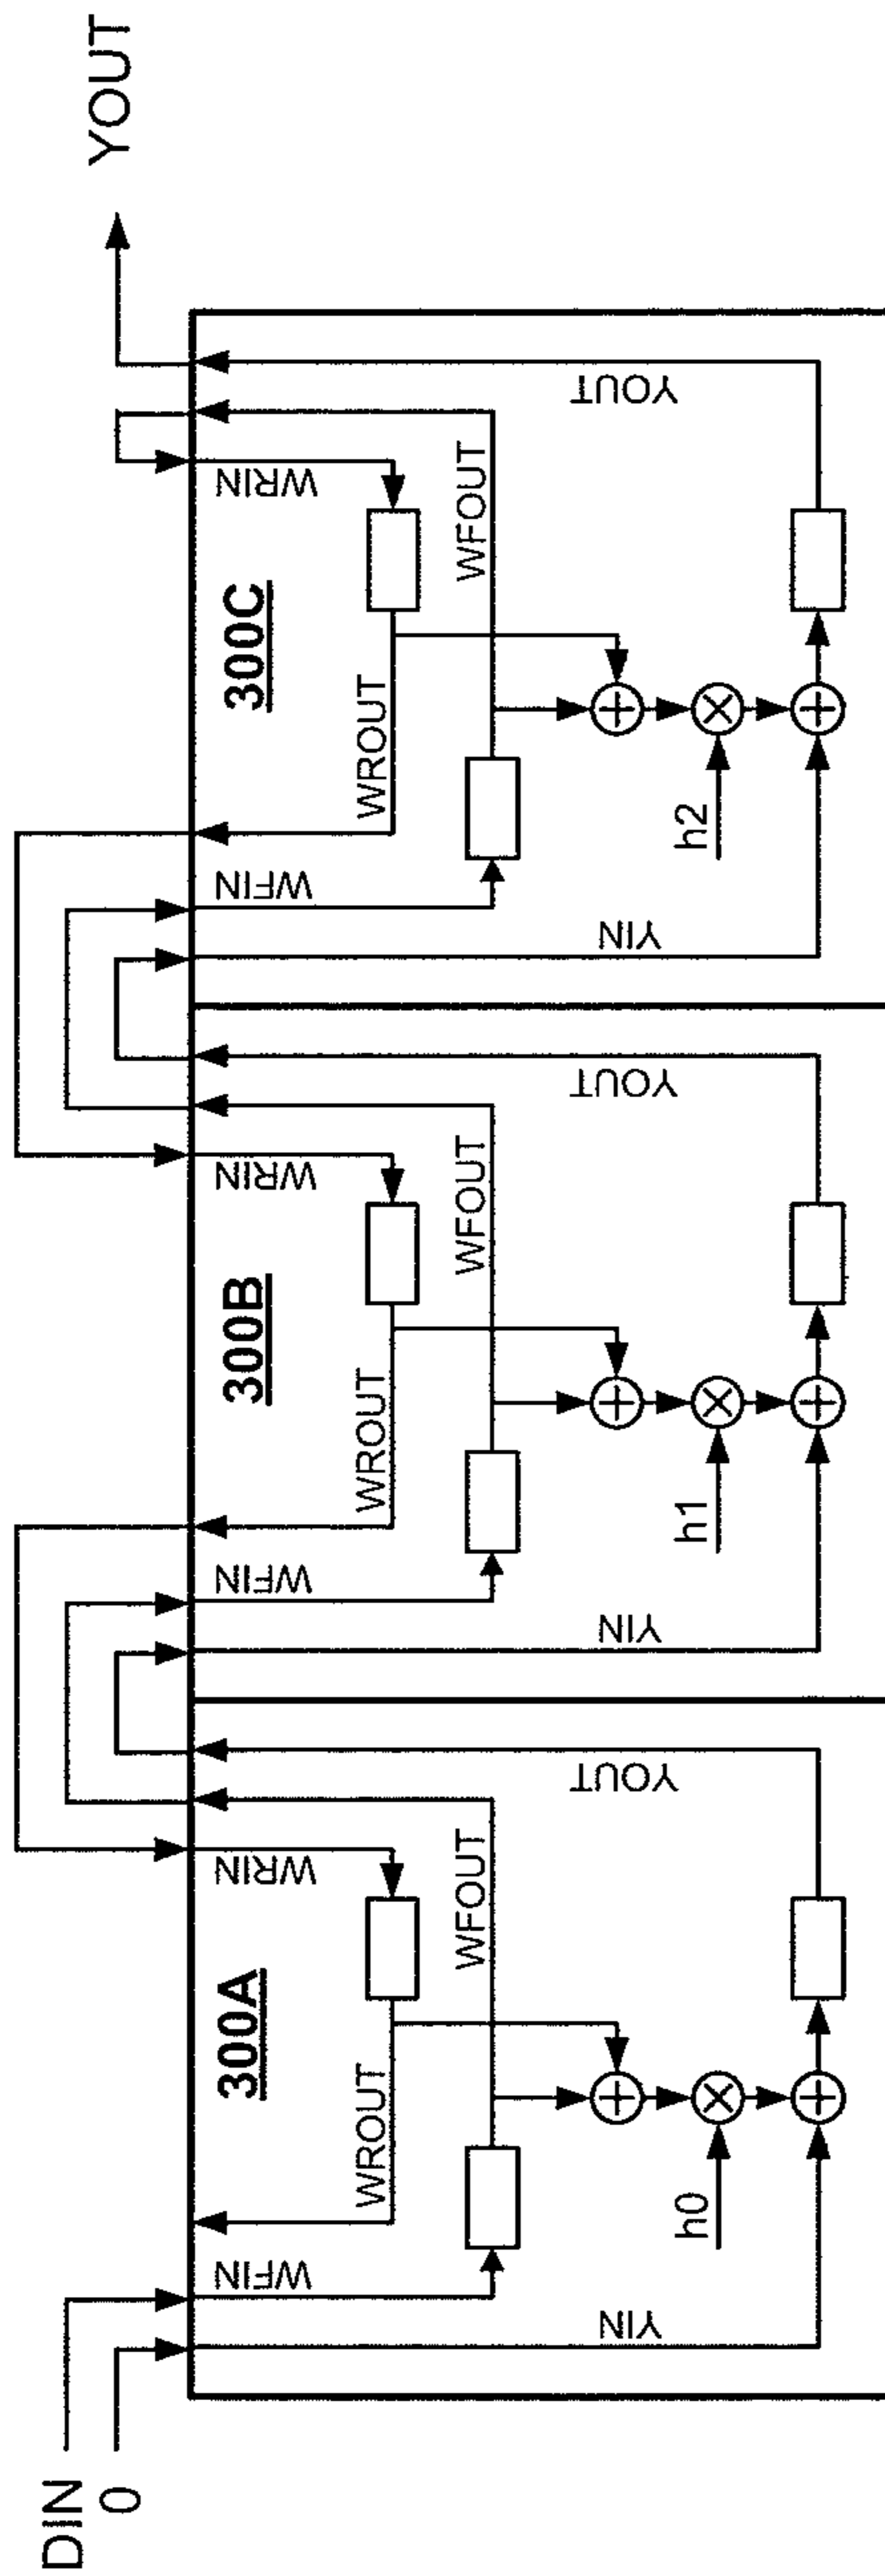 DIN
0
YOUT
300A
WFIN
YIN
WROUT
h0
WFOUT
WRIN
YOUT
300B
WFIN
YIN
WROUT
h1
WFOUT
WRIN
YOUT
300C
WFIN
YIN
WROUT
h2
WFOUT
WRIN
YOUT